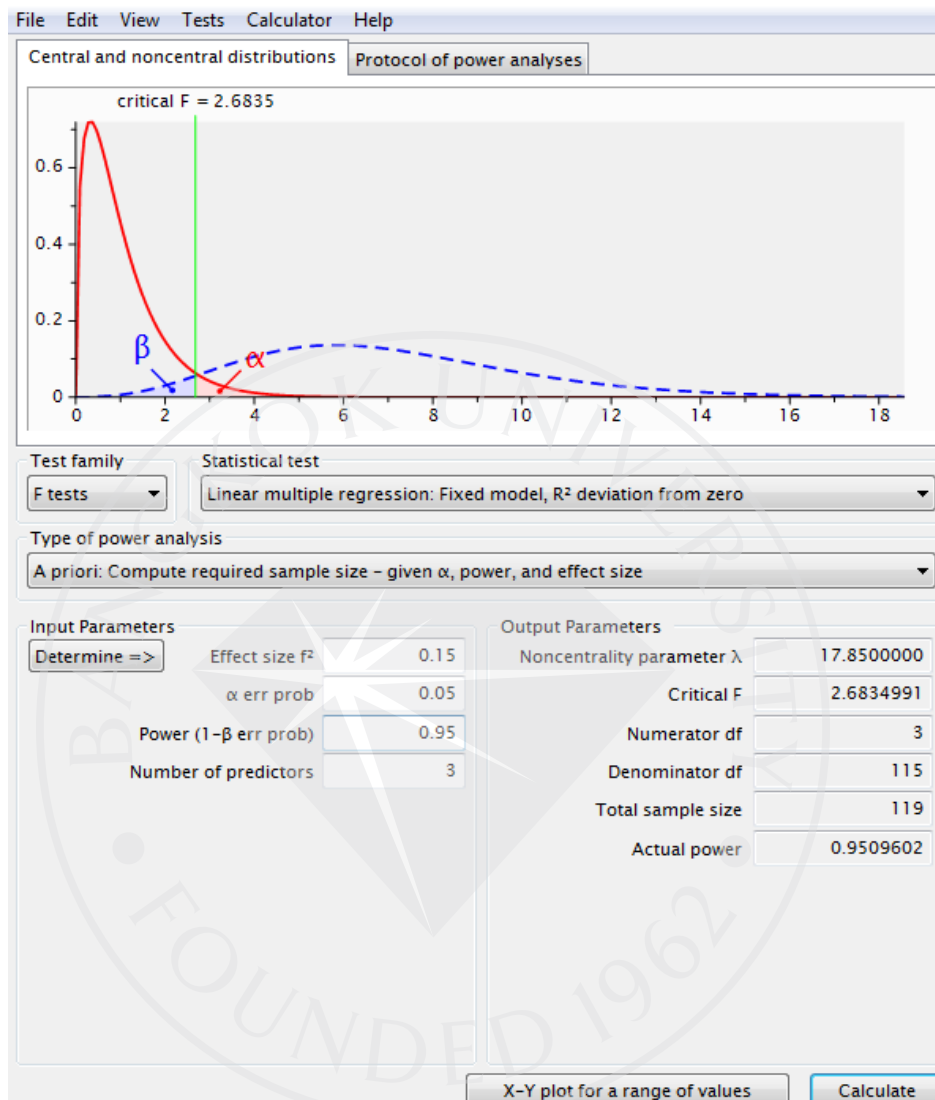 File Edit View Tests Calculator Help
Central and noncentral distributions Protocol of power analyses
critical F = 2.6835
0.6
0.4
0.2
0
β
α
0 2 4 6 8 10 12 14 16 18
Test family Statistical test
F tests Linear multiple regression: Fixed model, R² deviation from zero
Type of power analysis
A priori: Compute required sample size – given α, power, and effect size
Input Parameters Output Parameters
Determine => Effect size f² 0.15 Noncentrality parameter λ 17.8500000
α err prob 0.05 Critical F 2.6834991
Power (1-β err prob) 0.95 Numerator df 3
Number of predictors 3 Denominator df 115
Total sample size 119
Actual power 0.9509602
X-Y plot for a range of values Calculate
BANGKOK UNIVERSITY
FOUNDED 1962